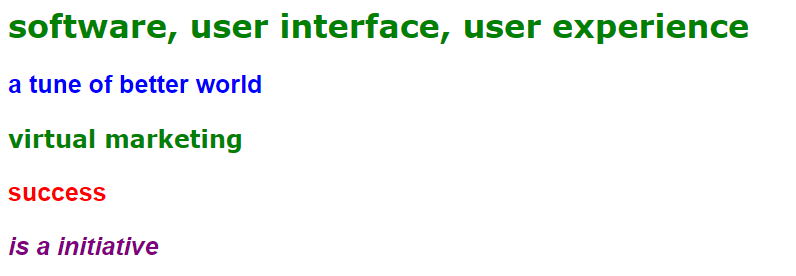 software, user interface, user experience
a tune of better world
virtual marketing
success
is a initiative